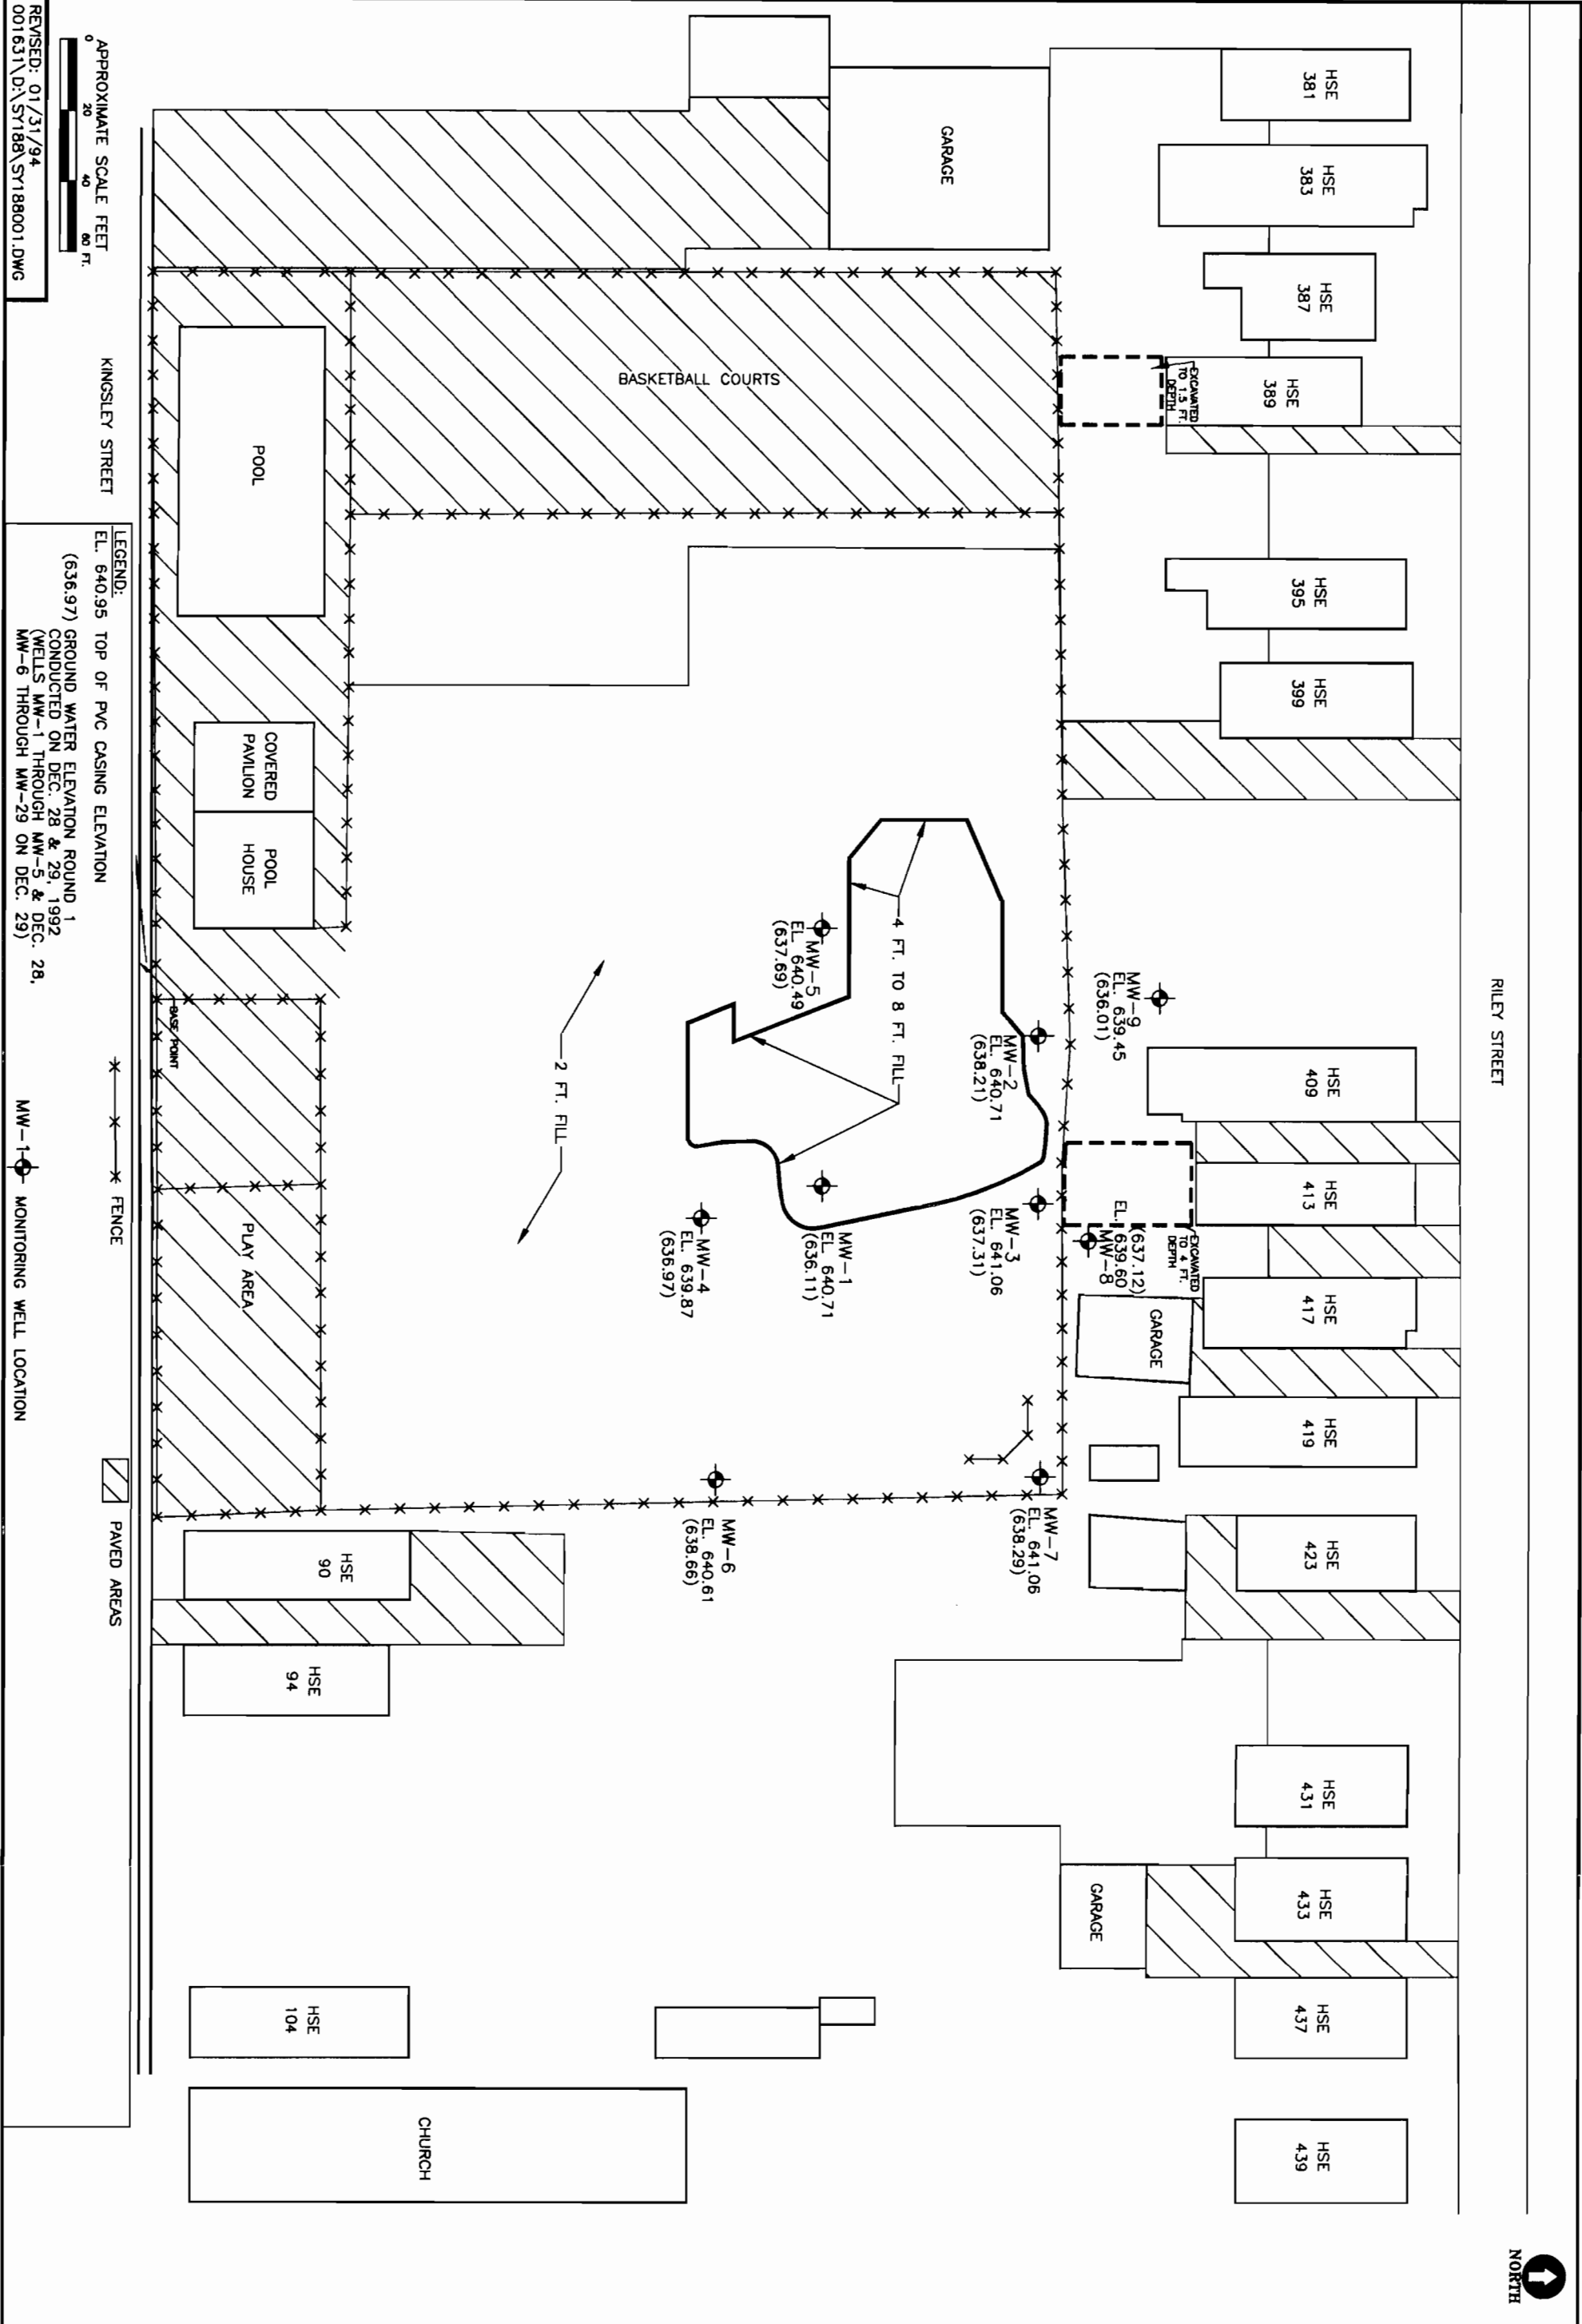 NORTH
RILEY STREET
HSE
381
HSE
383
HSE
387
HSE
389
HSE
395
HSE
399
HSE
409
HSE
413
HSE
417
HSE
419
HSE
423
HSE
431
HSE
433
HSE
437
HSE
439
EXCAVATED
TO 1.5 FT.
DEPTH
EXCAVATED
TO 4 FT.
DEPTH
MW-9
EL. 639.45
(636.01)
(637.12)
EL. 639.60
MW-8
GARAGE
GARAGE
GARAGE
MW-2
EL. 640.71
(638.21)
MW-3
EL. 641.06
(637.31)
MW-7
EL. 641.06
(638.29)
4 FT. TO 8 FT. FILL
MW-5
EL. 640.49
(637.69)
MW-1
EL. 640.71
(636.11)
MW-4
EL. 639.87
(636.97)
MW-6
EL. 640.61
(638.66)
BASKETBALL COURTS
2 FT. FILL
POOL
COVERED
PAVILION
POOL
HOUSE
BASE POINT
PLAY AREA
HSE
90
HSE
94
HSE
104
CHURCH
KINGSLEY STREET
APPROXIMATE SCALE FEET
0 20 40 60 FT.
REVISED: 01/31/94
001631\D:\SY188\SY188001.DWG
LEGEND:
EL. 640.95 TOP OF PVC CASING ELEVATION
(636.97) GROUND WATER ELEVATION ROUND 1
CONDUCTED ON DEC. 28 & 29, 1992
(WELLS MW-1 THROUGH MW-5 & DEC. 28,
MW-6 THROUGH MW-29 ON DEC. 29)
FENCE
MW-1 MONITORING WELL LOCATION
PAVED AREAS